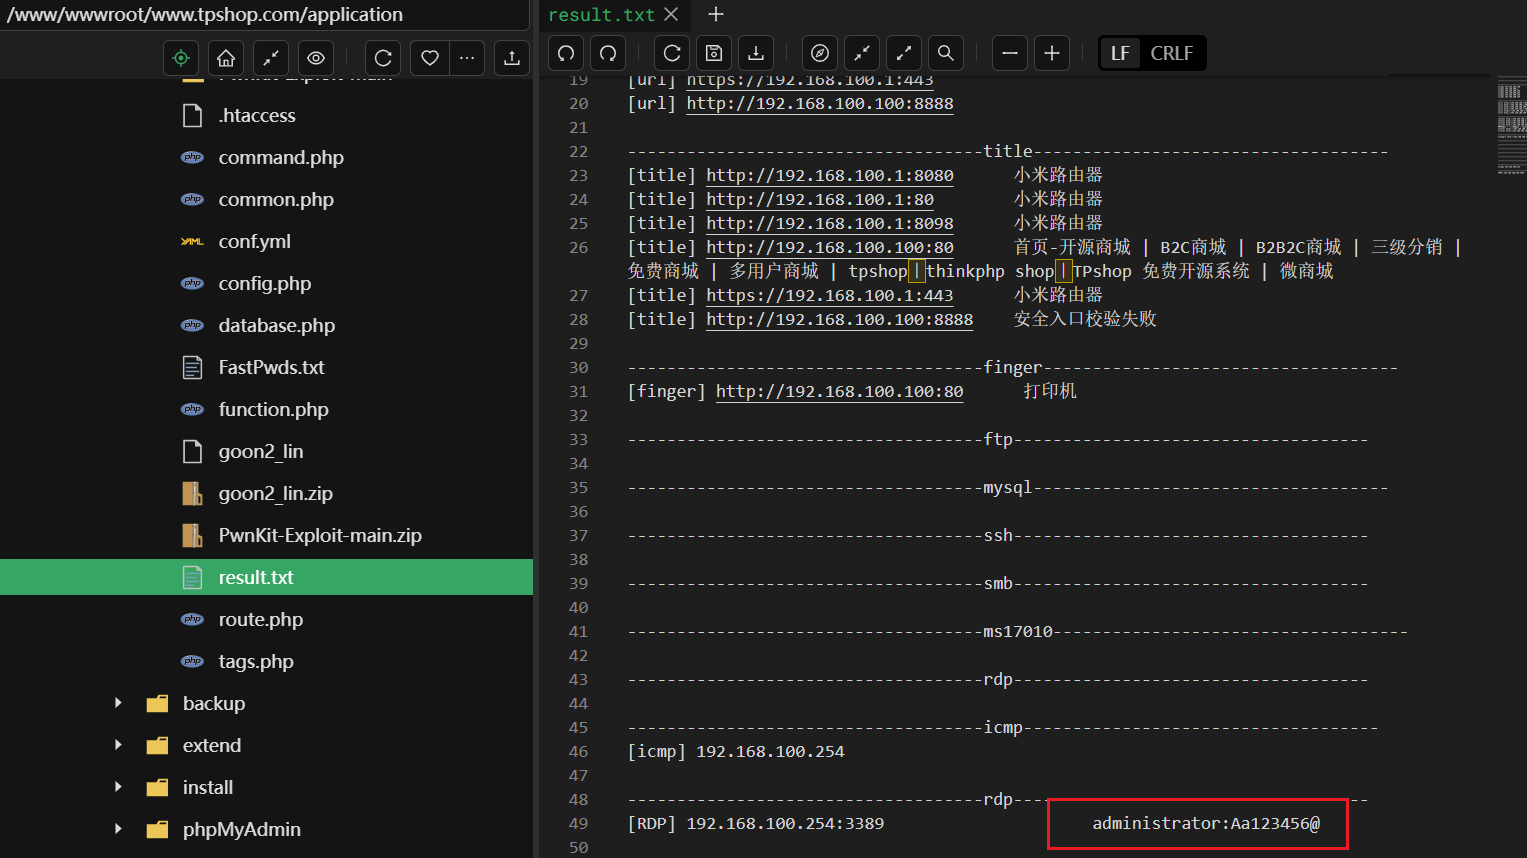 /www/wwwroot/www.tpshop.com/application
.htaccess
command.php
common.php
conf.yml
config.php
database.php
FastPwds.txt
function.php
goon2_lin
goon2_lin.zip
PwnKit-Exploit-main.zip
result.txt
route.php
tags.php
backup
extend
install
phpMyAdmin
result.txt
LF CRLF
19 [url] https://192.168.100.1:443
20 [url] http://192.168.100.100:8888
21
22 ------------------------------------title------------------------------------
23 [title] http://192.168.100.1:8080 小米路由器
24 [title] http://192.168.100.1:80 小米路由器
25 [title] http://192.168.100.1:8098 小米路由器
26 [title] http://192.168.100.100:80 首页-开源商城 | B2C商城 | B2B2C商城 | 三级分销 |
免费商城 | 多用户商城 | tpshop|thinkphp shop|TPshop 免费开源系统 | 微商城
27 [title] https://192.168.100.1:443 小米路由器
28 [title] http://192.168.100.100:8888 安全入口校验失败
29
30 ------------------------------------finger------------------------------------
31 [finger] http://192.168.100.100:80 打印机
32
33 ------------------------------------ftp------------------------------------
34
35 ------------------------------------mysql------------------------------------
36
37 ------------------------------------ssh------------------------------------
38
39 ------------------------------------smb------------------------------------
40
41 ------------------------------------ms17010------------------------------------
42
43 ------------------------------------rdp------------------------------------
44
45 ------------------------------------icmp------------------------------------
46 [icmp] 192.168.100.254
47
48 ------------------------------------rdp------------------------------------
49 [RDP] 192.168.100.254:3389 administrator:Aa123456@
50